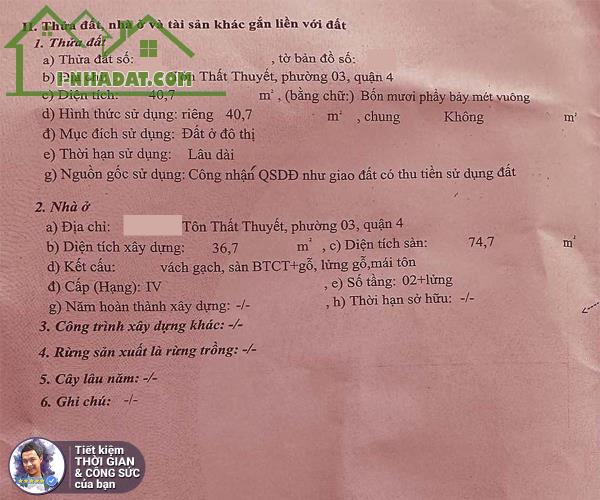 II. Thửa đất, nhà ở và tài sản khác gắn liền với đất
1. Thửa đất
a) Thửa đất số: , tờ bản đồ số:
b) Địa chỉ: Tôn Thất Thuyết, phường 03, quận 4
I-NHADAT.COM
c) Diện tích: 40,7 m², (bằng chữ:) Bốn mươi phẩy bảy mét vuông
d) Hình thức sử dụng: riêng 40,7 m², chung Không m²
đ) Mục đích sử dụng: Đất ở đô thị
e) Thời hạn sử dụng: Lâu dài
g) Nguồn gốc sử dụng: Công nhận QSDĐ như giao đất có thu tiền sử dụng đất
2. Nhà ở
a) Địa chỉ: Tôn Thất Thuyết, phường 03, quận 4
b) Diện tích xây dựng: 36,7 m², c) Diện tích sàn: 74,7 m²
d) Kết cấu: vách gạch, sàn BTCT+gỗ, lửng gỗ,mái tôn
đ) Cấp (Hạng): IV , e) Số tầng: 02+lửng
g) Năm hoàn thành xây dựng: -/- , h) Thời hạn sở hữu: -/-
3. Công trình xây dựng khác: -/-
4. Rừng sản xuất là rừng trồng: -/-
5. Cây lâu năm: -/-
6. Ghi chú: -/-
Tiết kiệm
THỜI GIAN
& CÔNG SỨC
của bạn